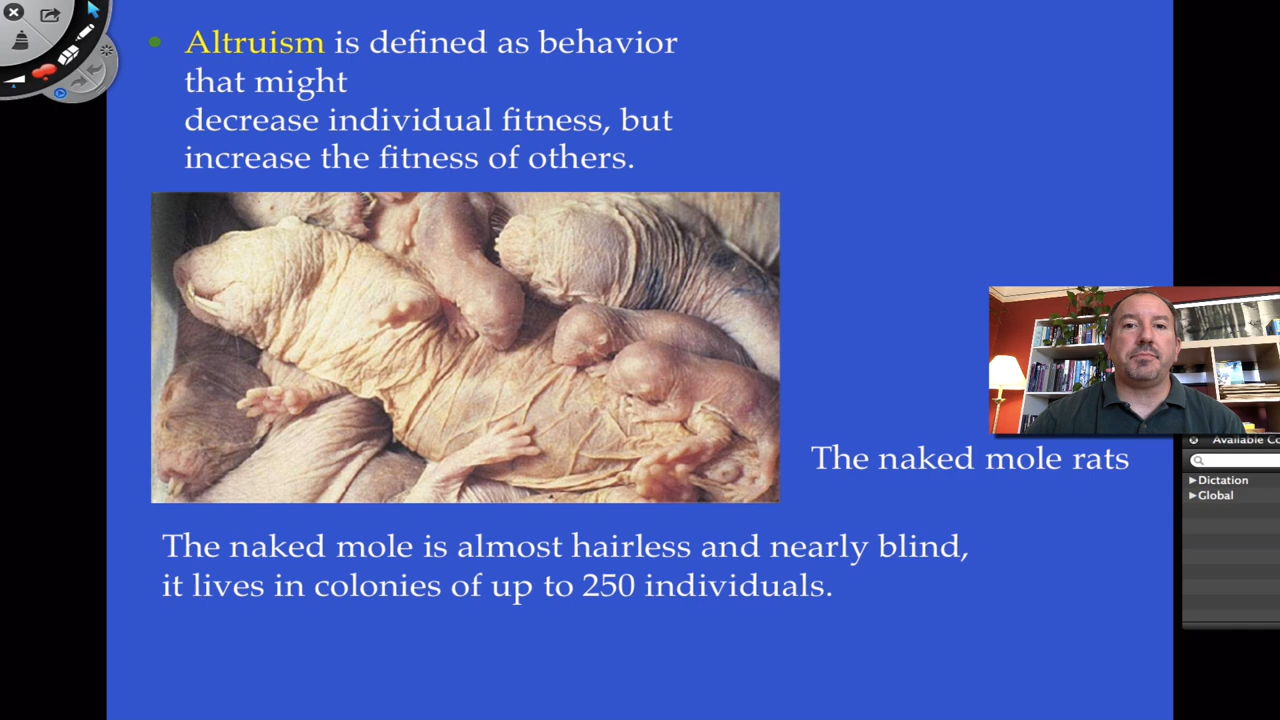 Altruism is defined as behavior
that might
decrease individual fitness, but
increase the fitness of others.
The naked mole rats
The naked mole is almost hairless and nearly blind,
it lives in colonies of up to 250 individuals.
Available Co
Dictation
Global